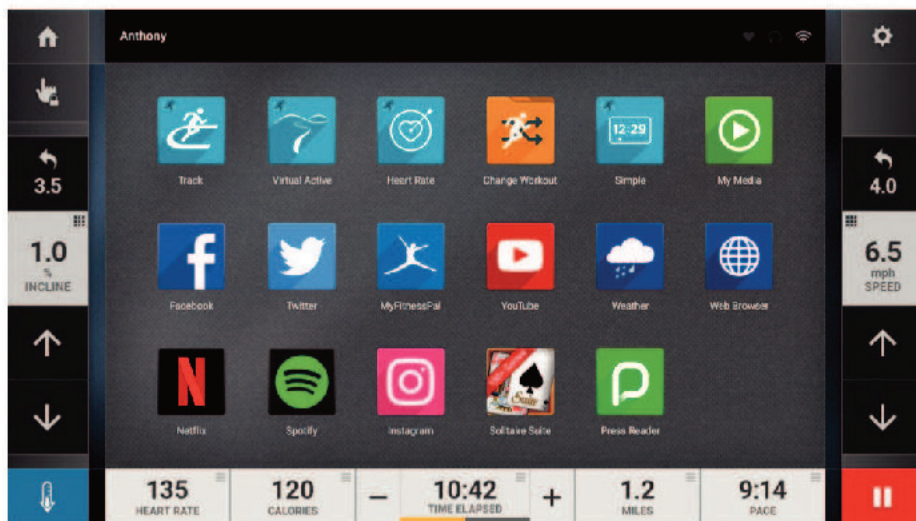 Anthony
12:29
Track
Virtual Active
Heart Rate
Change Workout
Simple
My Media
3.5
4.0
1.0
%
INCLINE
6.5
mph
SPEED
Facebook
Twitter
MyFitnessPal
YouTube
Weather
Web Browser
Suite
Netflix
Spotify
Instagram
Solitaire Suite
Press Reader
135
HEART RATE
120
CALORIES
10:42
TIME ELAPSED
1.2
MILES
9:14
PACE